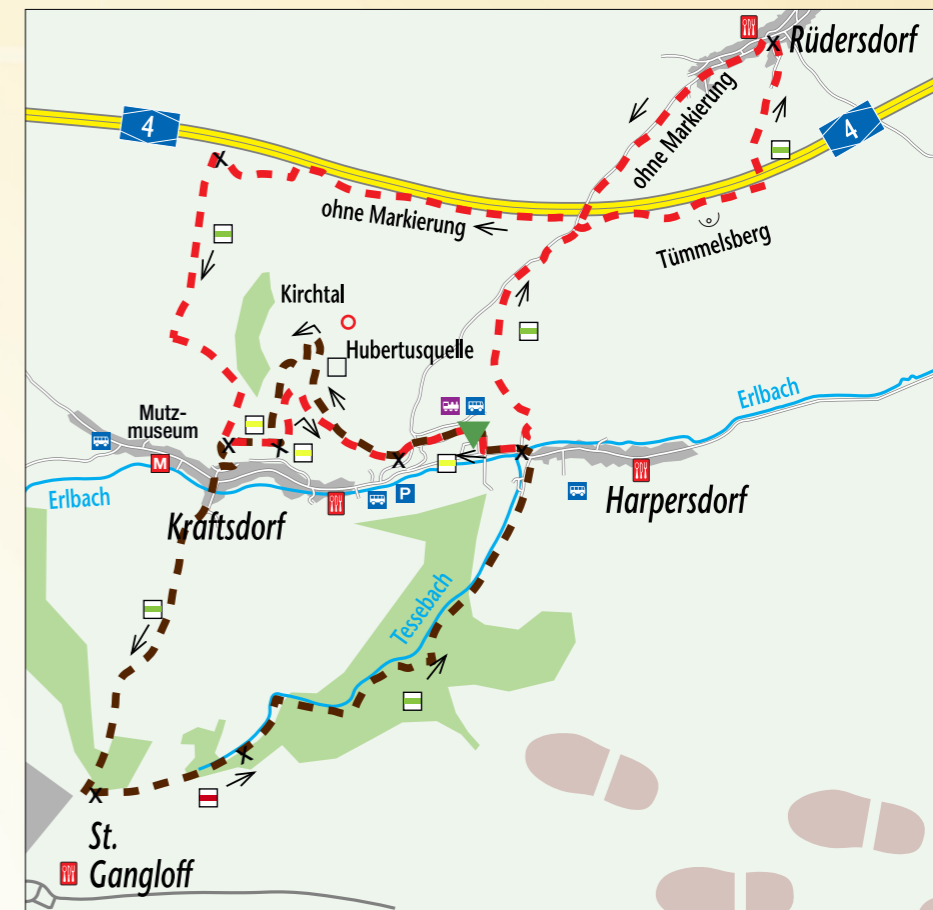 Rüdersdorf
4
4
ohne Markierung
ohne Markierung
Tümmelsberg
Kirchtal
Hubertusquelle
Mutz-
museum
M
Erlbach
Erlbach
P
Kraftsdorf
Harpersdorf
Tessebach
St.
Gangloff